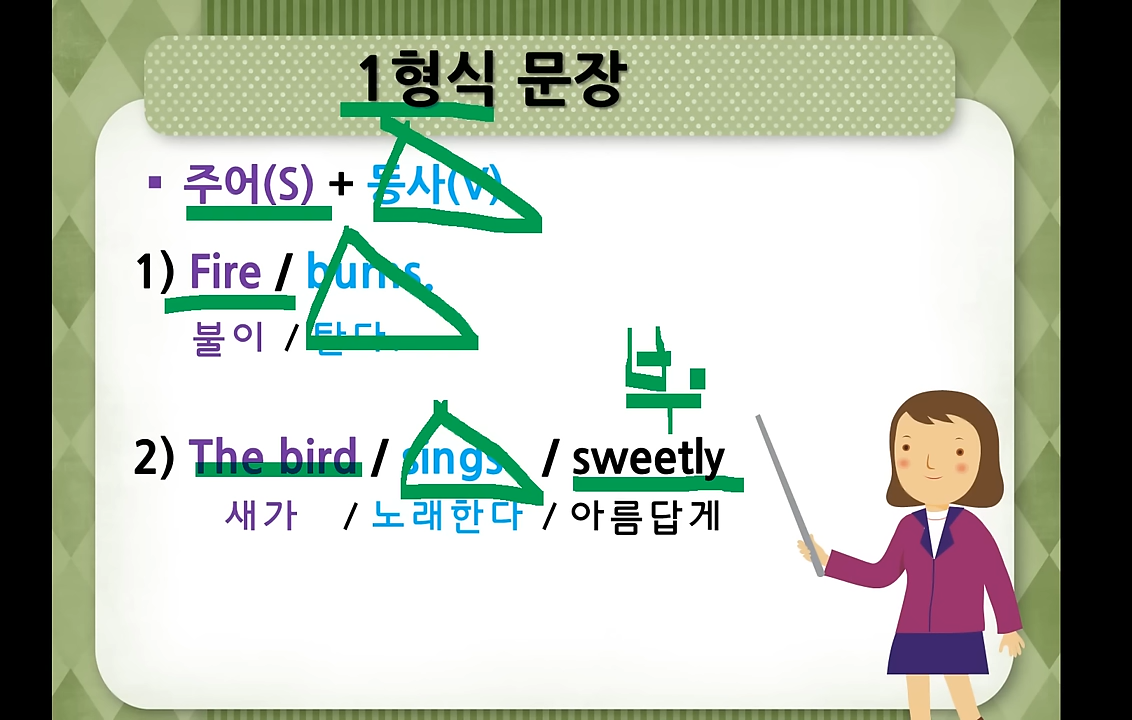 1형식 문장
▪ 주어(S) + 동사(V)
1) Fire / burns.
불이 / 탄다.
부
2) The bird / sings / sweetly
새가 / 노래한다 / 아름답게